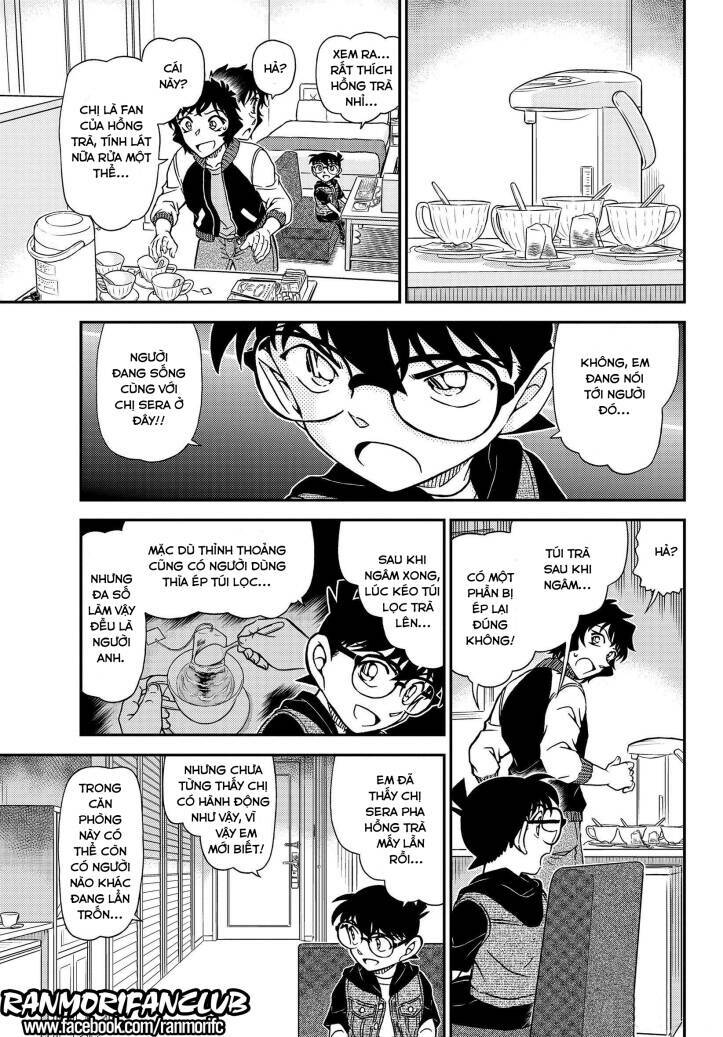 XEM RA...
RẤT THÍCH
HỒNG TRÀ
NHỈ...
HẢ?
CÁI
NÀY?
CHỊ LÀ FAN
CỦA HỒNG
TRÀ, TÍNH LÁT
NỮA RỬA MỘT
THỂ...
KHÔNG, EM
ĐANG NÓI
TỚI NGƯỜI
ĐÓ...
NGƯỜI
ĐANG SỐNG
CÙNG VỚI
CHỊ SERA Ở
ĐÂY!!
HẢ?
TÚI TRÀ
SAU KHI
NGÂM...
CÓ MỘT
PHẦN BỊ
ÉP LẠI
ĐÚNG
KHÔNG!
SAU KHI
NGÂM XONG,
LÚC KÉO TÚI
LỌC TRÀ
LÊN...
MẶC DÙ THỈNH THOẢNG
CŨNG CÓ NGƯỜI DÙNG
THÌA ÉP TÚI LỌC...
NHƯNG
ĐA SỐ
LÀM VẬY
ĐỀU LÀ
NGƯỜI
ANH.
EM ĐÃ
THẤY CHỊ
SERA PHA
HỒNG TRÀ
MẤY LẦN
RỒI...
NHƯNG CHƯA
TỪNG THẤY CHỊ
CÓ HÀNH ĐỘNG
NHƯ VẬY, VÌ
VẬY EM
MỚI BIẾT!
TRONG
CĂN
PHÒNG
NÀY CÓ
THỂ CÒN
CÓ NGƯỜI
NÀO KHÁC
ĐANG LẨN
TRỐN...
RANMORIFANCLUB
www.facebook.com/ranmorifc